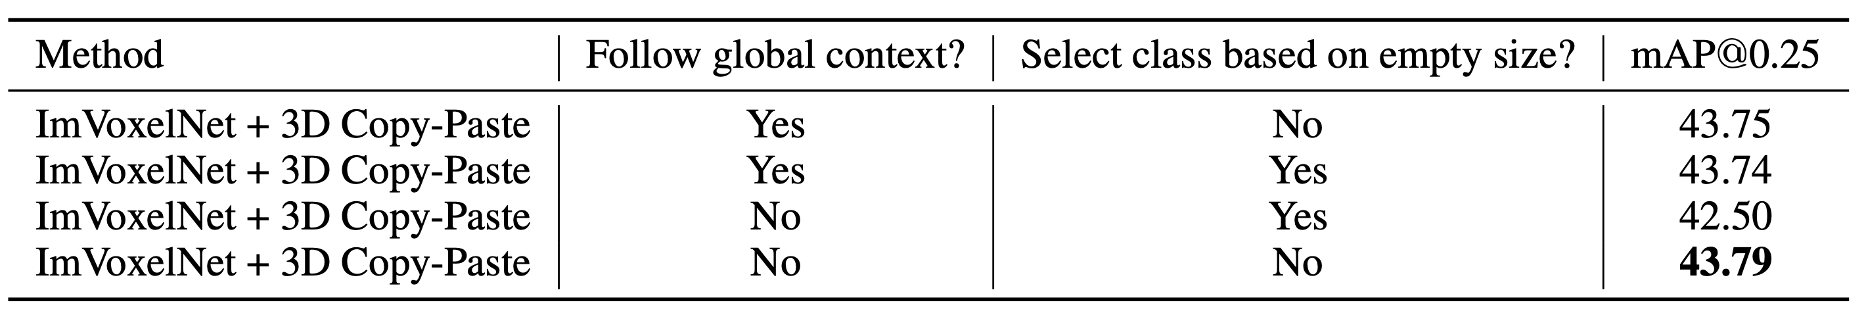 Method Follow global context? Select class based on empty size? mAP@0.25
ImVoxelNet + 3D Copy-Paste Yes No 43.75
ImVoxelNet + 3D Copy-Paste Yes Yes 43.74
ImVoxelNet + 3D Copy-Paste No Yes 42.50
ImVoxelNet + 3D Copy-Paste No No 43.79